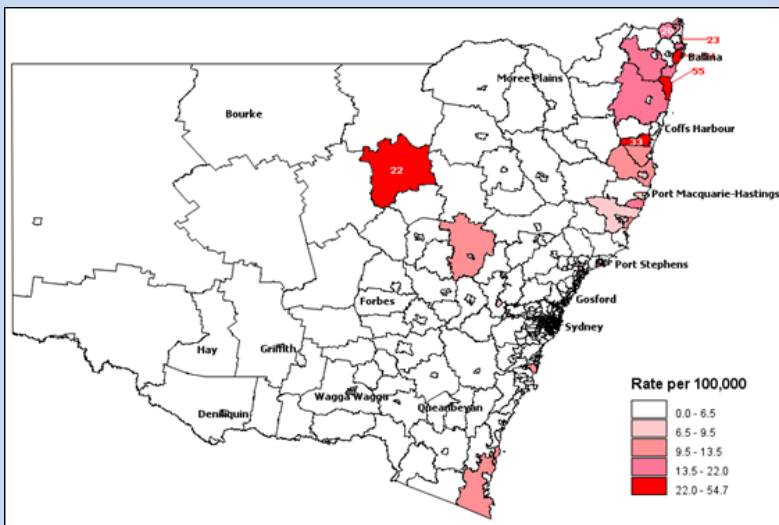 20
23
Ballina
55
Moree Plains
Bourke
Coffs Harbour
33
22
Port Macquarie-Hastings
Port Stephens
Forbes
Gosford
Sydney
Hay
Griffith
Wagga Wagga
Deniliquin
Queanbeyan
Rate per 100,000
0.0 - 6.5
6.5 - 9.5
9.5 - 13.5
13.5 - 22.0
22.0 - 54.7